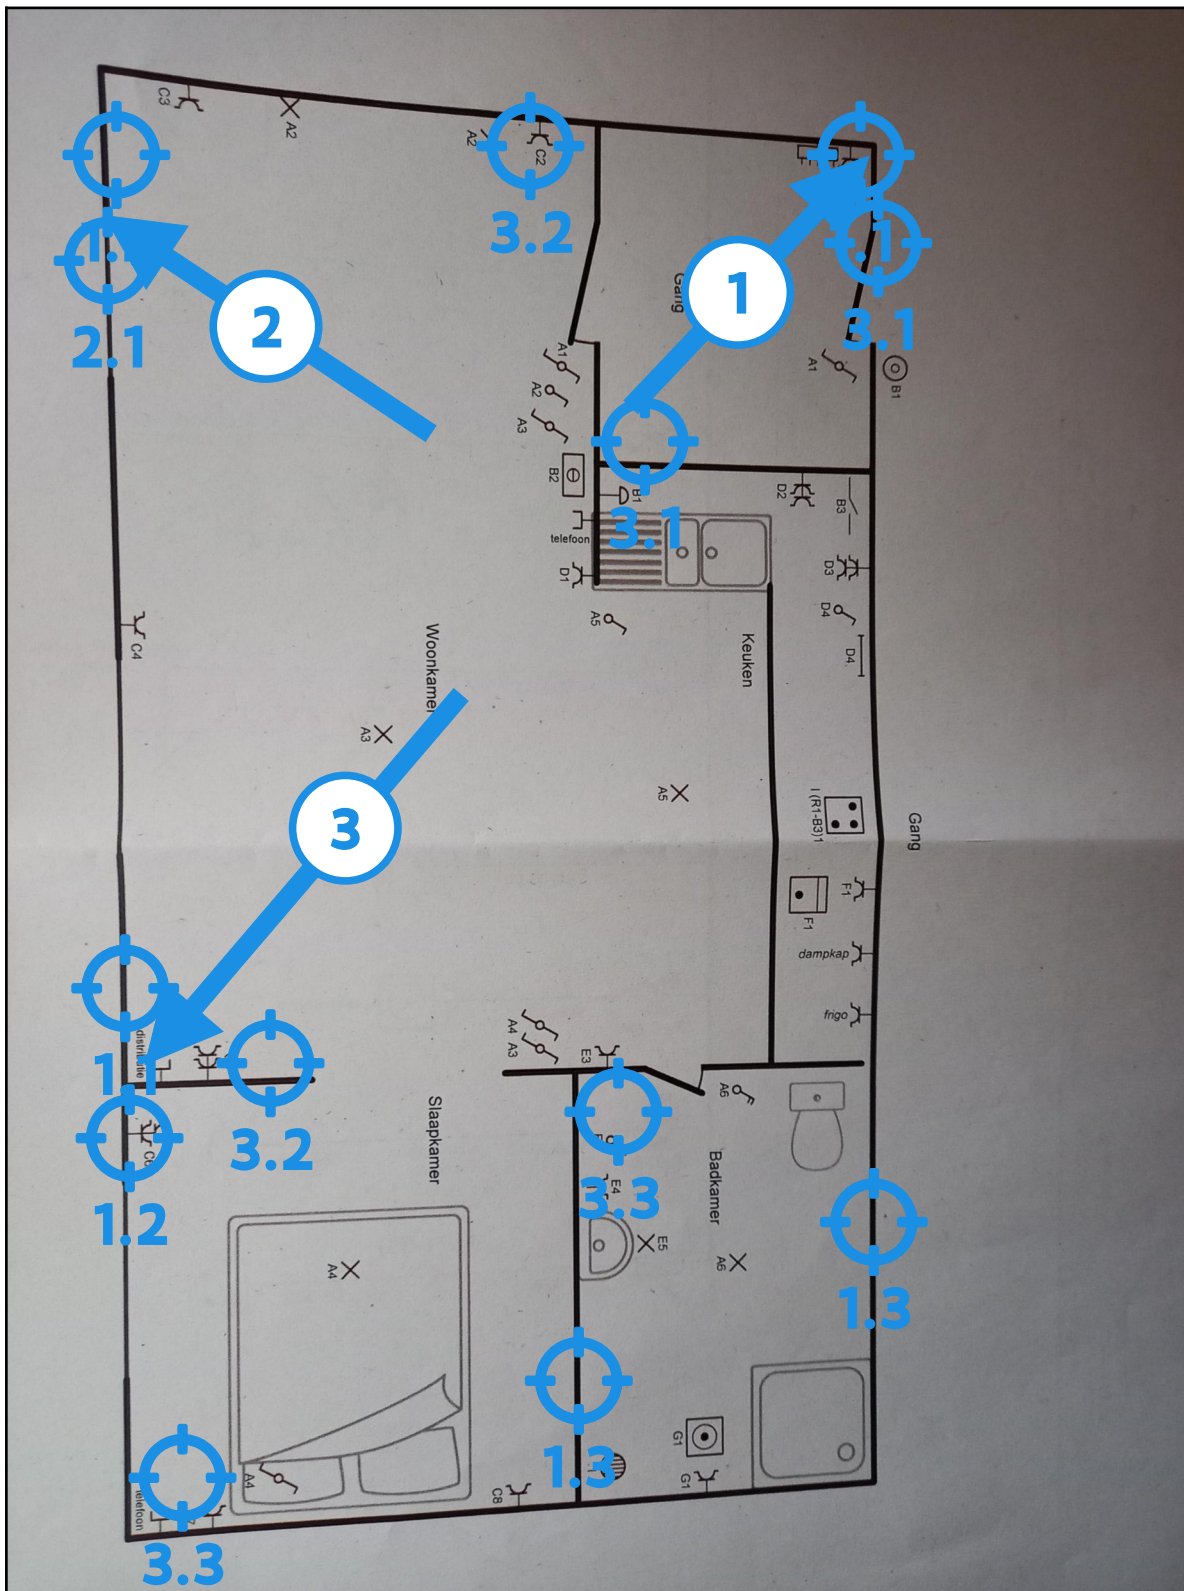 C3
A2
A2
C2
3.2
1
3.1
Gang
2
2.1
A1
A2
A3
A1
B1
B2
B1
3.1
telefoon
D1
D2
B3
D3
D4
D4
A5
C4
Woonkamer
Keuken
A3
A5
I (R1-B3)1
Gang
3
F1
F1
dampkap
frigo
distributie
1.1
A4
A3
E3
A6
3.2
C6
1.2
Slaapkamer
E4
3.3
Badkamer
E5
A6
A4
1.3
1.3
G1
G1
A4
C8
telefoon
3.3